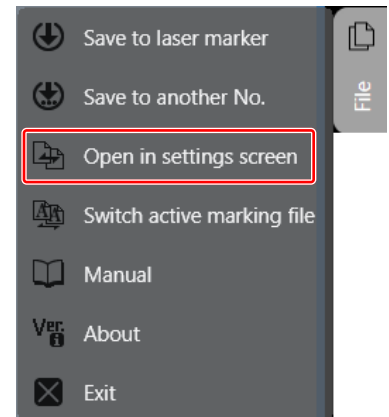 Save to laser marker
Save to another No.
Open in settings screen
Switch active marking file
Manual
Ver. About
Exit
File